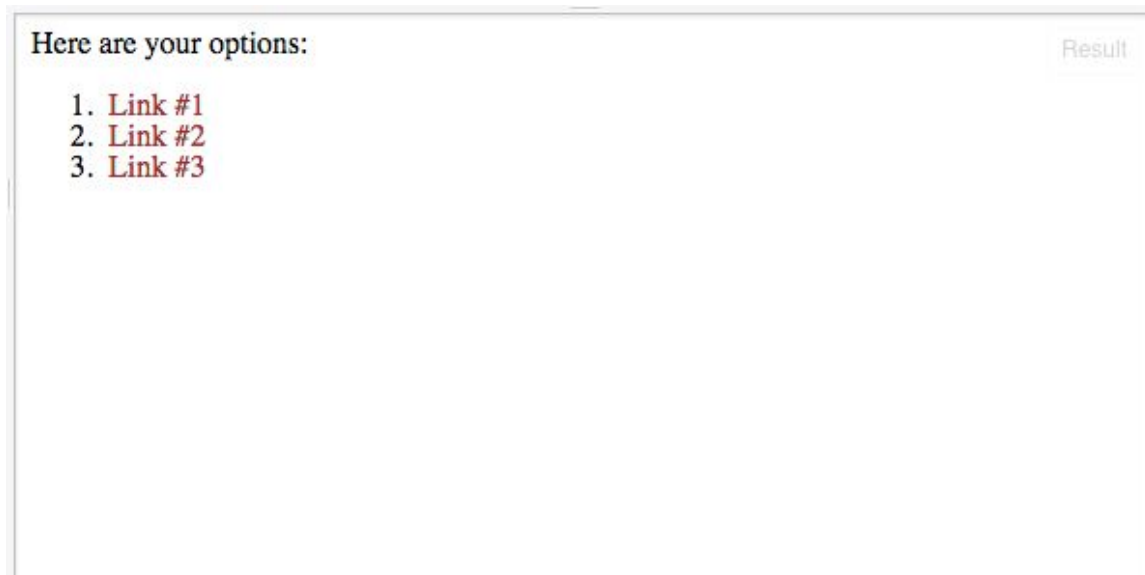 Here are your options:
Result
1. Link #1
2. Link #2
3. Link #3